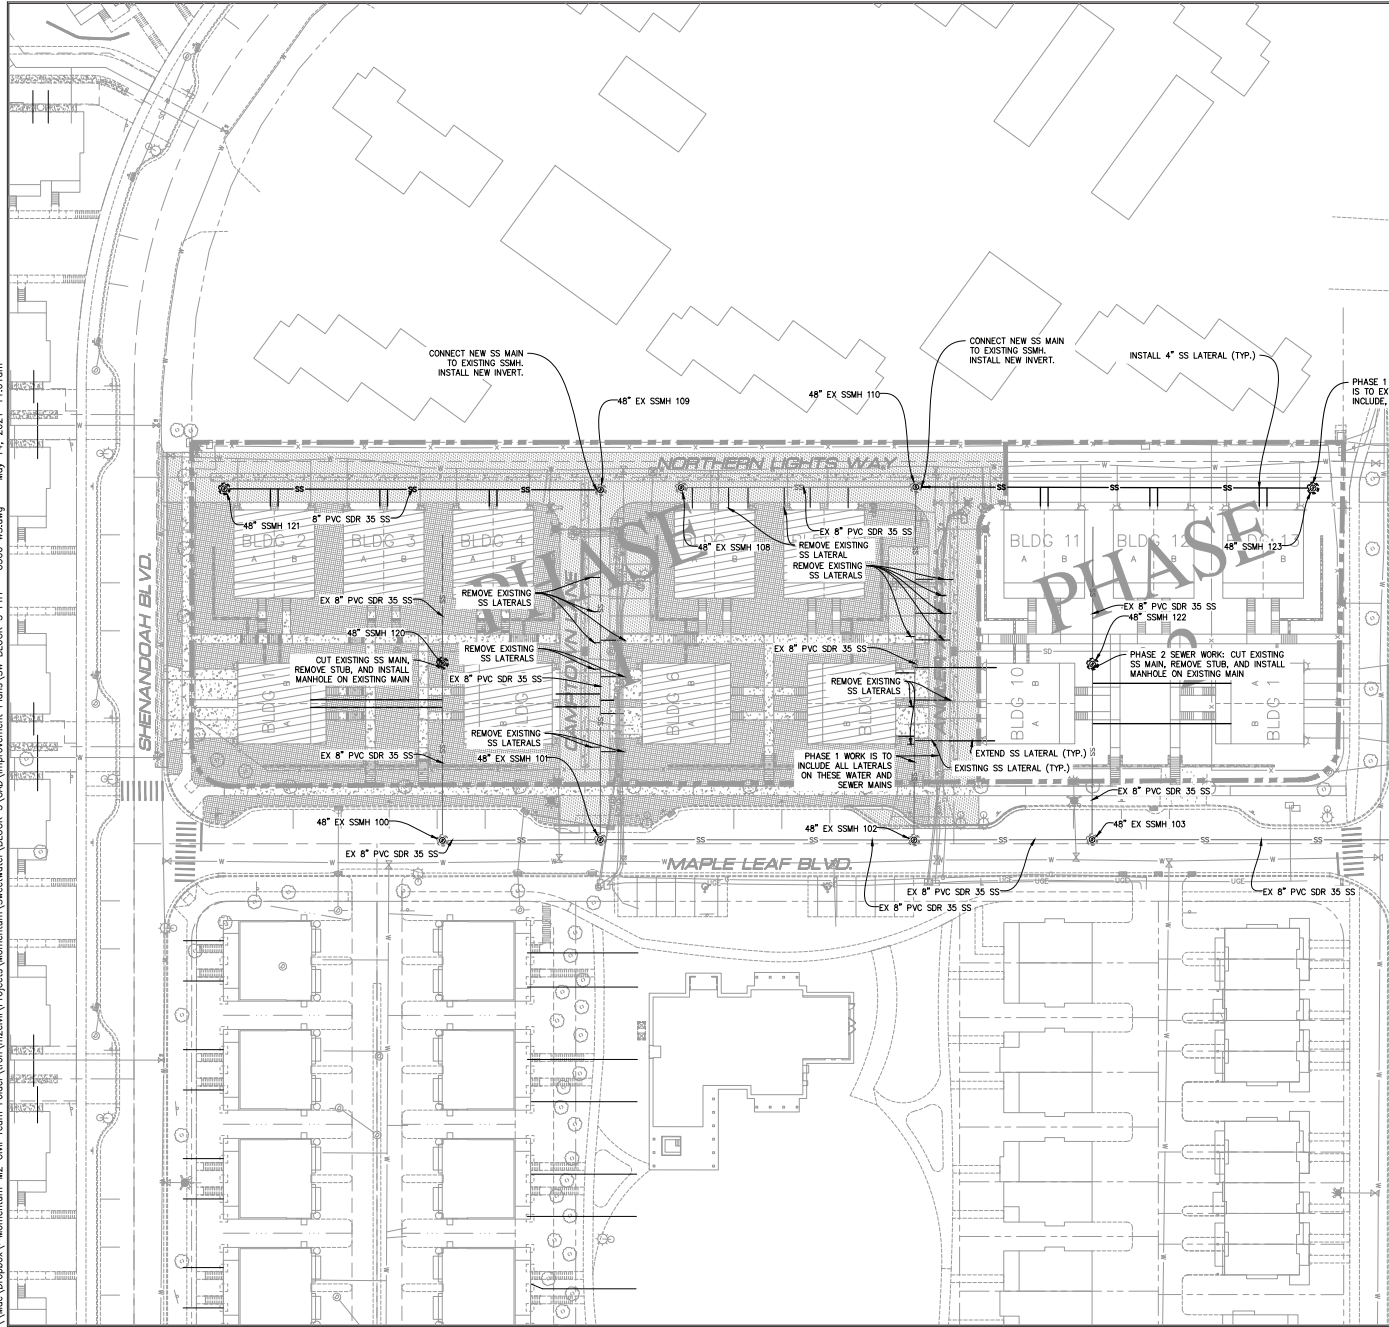 CONNECT NEW SS MAIN
TO EXISTING SSMH.
INSTALL NEW INVERT.
48" EX SSMH 109
48" EX SSMH 110
CONNECT NEW SS MAIN
TO EXISTING SSMH.
INSTALL NEW INVERT.
INSTALL 4" SS LATERAL (TYP.)
PHASE 1
INCLUDE,
NORTHERN LIGHTS WAY
48" SSMH 121
8" PVC SDR 35 SS
48" EX SSMH 108
EX 8" PVC SDR 35 SS
REMOVE EXISTING
SS LATERAL
REMOVE EXISTING
SS LATERALS
48" SSMH 123
BLDG 2
A B
BLDG 3
A B
BLDG 4
A B
BLDG 11
A B
BLDG 12
A B
PHASE
PHASE
SHENANDOAH BLVD.
REMOVE EXISTING
SS LATERALS
EX 8" PVC SDR 35 SS
48" SSMH 120
CUT EXISTING SS MAIN,
REMOVE STUB, AND INSTALL
MANHOLE ON EXISTING MAIN
REMOVE EXISTING
SS LATERALS
EX 8" PVC SDR 35 SS
EX 8" PVC SDR 35 SS
REMOVE EXISTING
SS LATERALS
EX 8" PVC SDR 35 SS
48" SSMH 122
PHASE 2 SEWER WORK: CUT EXISTING
SS MAIN, REMOVE STUB, AND INSTALL
MANHOLE ON EXISTING MAIN
BLDG 6
A B
BLDG 10
A B
REMOVE EXISTING
SS LATERALS
EX 8" PVC SDR 35 SS
48" EX SSMH 101
PHASE 1 WORK IS TO
INCLUDE ALL LATERALS
ON THESE WATER AND
SEWER MAINS
EXTEND SS LATERAL (TYP.)
EXISTING SS LATERAL (TYP.)
EX 8" PVC SDR 35 SS
48" EX SSMH 100
EX 8" PVC SDR 35 SS
48" EX SSMH 102
48" EX SSMH 103
MAPLE LEAF BLVD.
EX 8" PVC SDR 35 SS
EX 8" PVC SDR 35 SS
EX 8" PVC SDR 35 SS